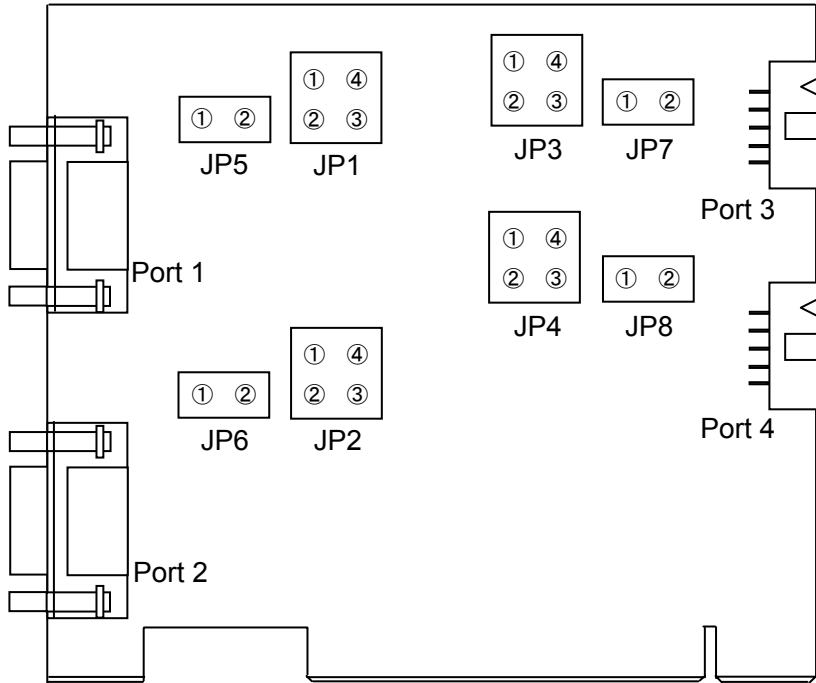 ① ④
② ③
JP1
① ②
JP5
① ④
② ③
JP3
① ②
JP7
Port 3
Port 1
① ④
② ③
JP4
① ②
JP8
① ④
② ③
JP2
① ②
JP6
Port 4
Port 2